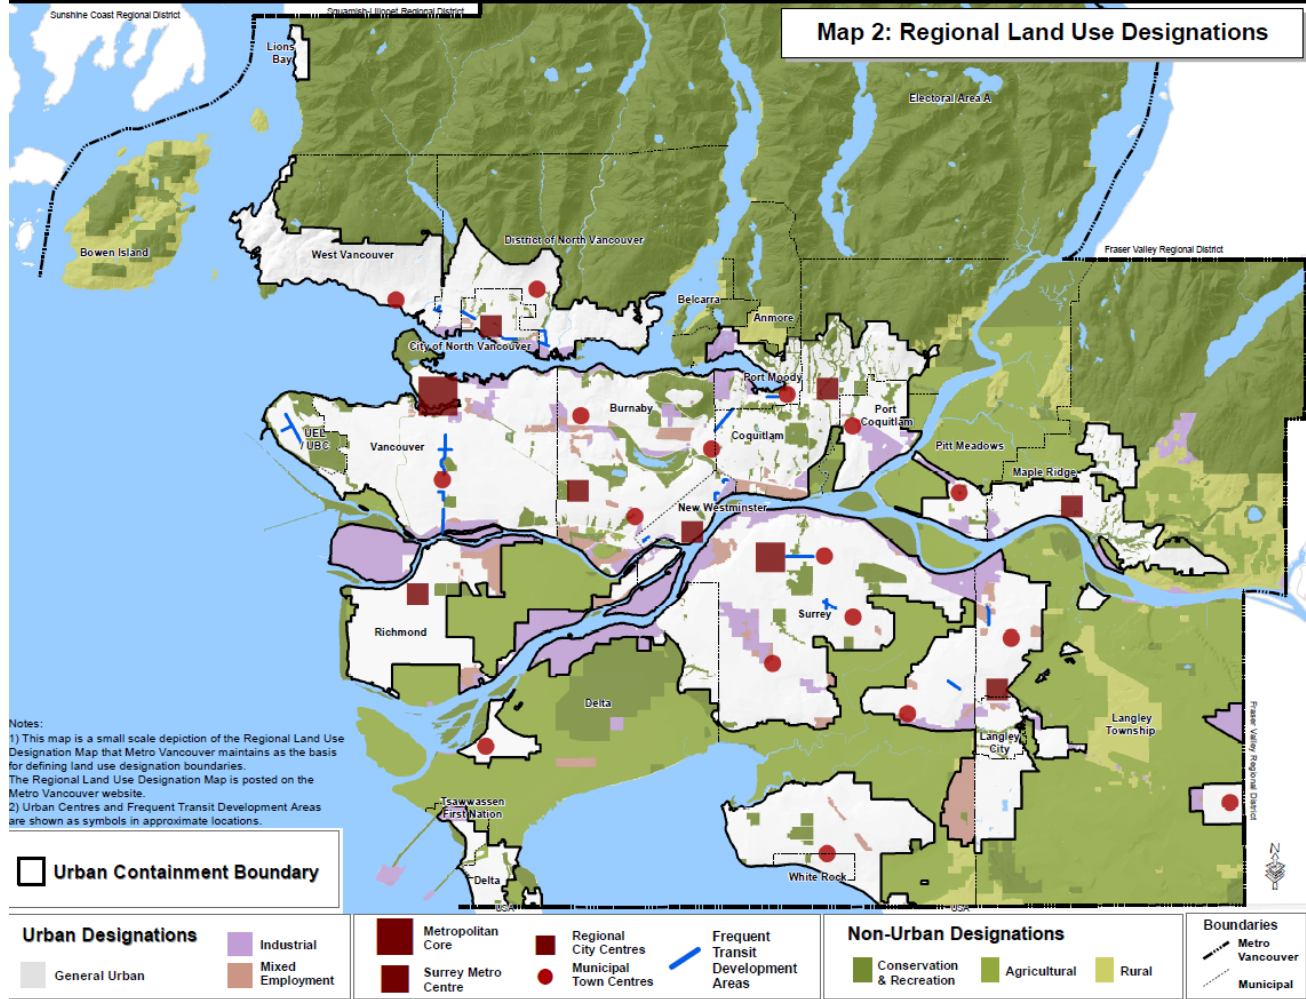 Sunshine Coast Regional District
Squamish-Lillooet Regional District
Map 2: Regional Land Use Designations
Lions
Bay
Electoral Area A
Bowen Island
West Vancouver
District of North Vancouver
Fraser Valley Regional District
Belcarra
Anmore
City of North Vancouver
Port Moody
Burnaby
Port
Coquitlam
Coquitlam
UEL
/ UBC
Vancouver
Pitt Meadows
Maple Ridge
New Westminster
Surrey
Richmond
Delta
Langley
Township
Langley
City
Fraser Valley Regional District
Notes:
1) This map is a small scale depiction of the Regional Land Use
Designation Map that Metro Vancouver maintains as the basis
for defining land use designation boundaries.
The Regional Land Use Designation Map is posted on the
Metro Vancouver website.
2) Urban Centres and Frequent Transit Development Areas
are shown as symbols in approximate locations.
Tsawwassen
First Nation
Delta
White Rock
N
USA
USA
Urban Containment Boundary
Urban Designations
General Urban
Industrial
Mixed
Employment
Metropolitan
Core
Surrey Metro
Centre
Regional
City Centres
Municipal
Town Centres
Frequent
Transit
Development
Areas
Non-Urban Designations
Conservation
& Recreation
Agricultural
Rural
Boundaries
Metro
Vancouver
Municipal